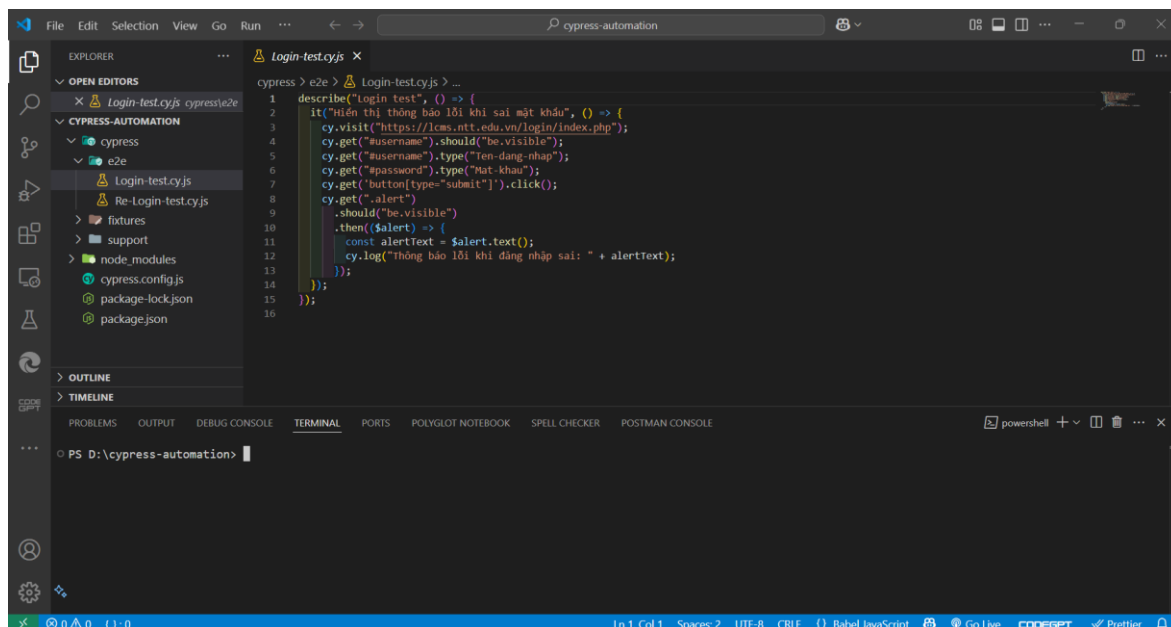 File Edit Selection View Go Run ··· cypress-automation
EXPLORER
OPEN EDITORS
Login-test.cy.js cypress\e2e
CYPRESS-AUTOMATION
cypress
e2e
Login-test.cy.js
Re-Login-test.cy.js
fixtures
support
node_modules
cypress.config.js
package-lock.json
package.json
OUTLINE
TIMELINE
Login-test.cy.js
cypress > e2e > Login-test.cy.js > ...
1 describe("Login test", () => {
2 it("Hiển thị thông báo lỗi khi sai mật khẩu", () => {
3 cy.visit("https://lcms.ntt.edu.vn/login/index.php");
4 cy.get("#username").should("be.visible");
5 cy.get("#username").type("Ten-dang-nhap");
6 cy.get("#password").type("Mat-khau");
7 cy.get('button[type="submit"]').click();
8 cy.get(".alert")
9 .should("be.visible")
10 .then(($alert) => {
11 const alertText = $alert.text();
12 cy.log("Thông báo lỗi khi đăng nhập sai: " + alertText);
13 });
14 });
15 });
16
PROBLEMS OUTPUT DEBUG CONSOLE TERMINAL PORTS POLYGLOT NOTEBOOK SPELL CHECKER POSTMAN CONSOLE powershell
PS D:\cypress-automation>
CODE
GPT
0 0 0 Ln 1, Col 1 Spaces: 2 UTF-8 CRLF {} Babel JavaScript Go Live CODEGPT Prettier